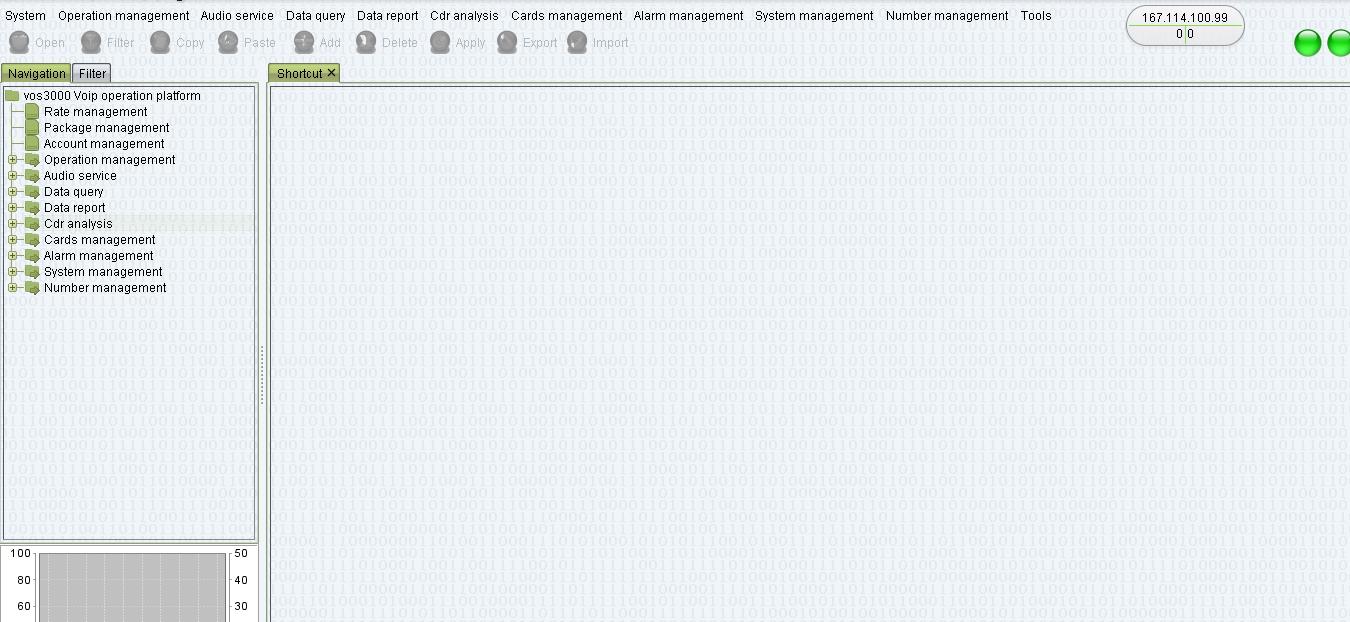 System Operation management Audio service Data query Data report Cdr analysis Cards management Alarm management System management Number management Tools
167.114.100.99
0 0
Open Filter Copy Paste Add Delete Apply Export Import
Navigation Filter
Shortcut
vos3000 Voip operation platform
Rate management
Package management
Account management
Operation management
Audio service
Data query
Data report
Cdr analysis
Cards management
Alarm management
System management
Number management
100 50
80 40
60 30